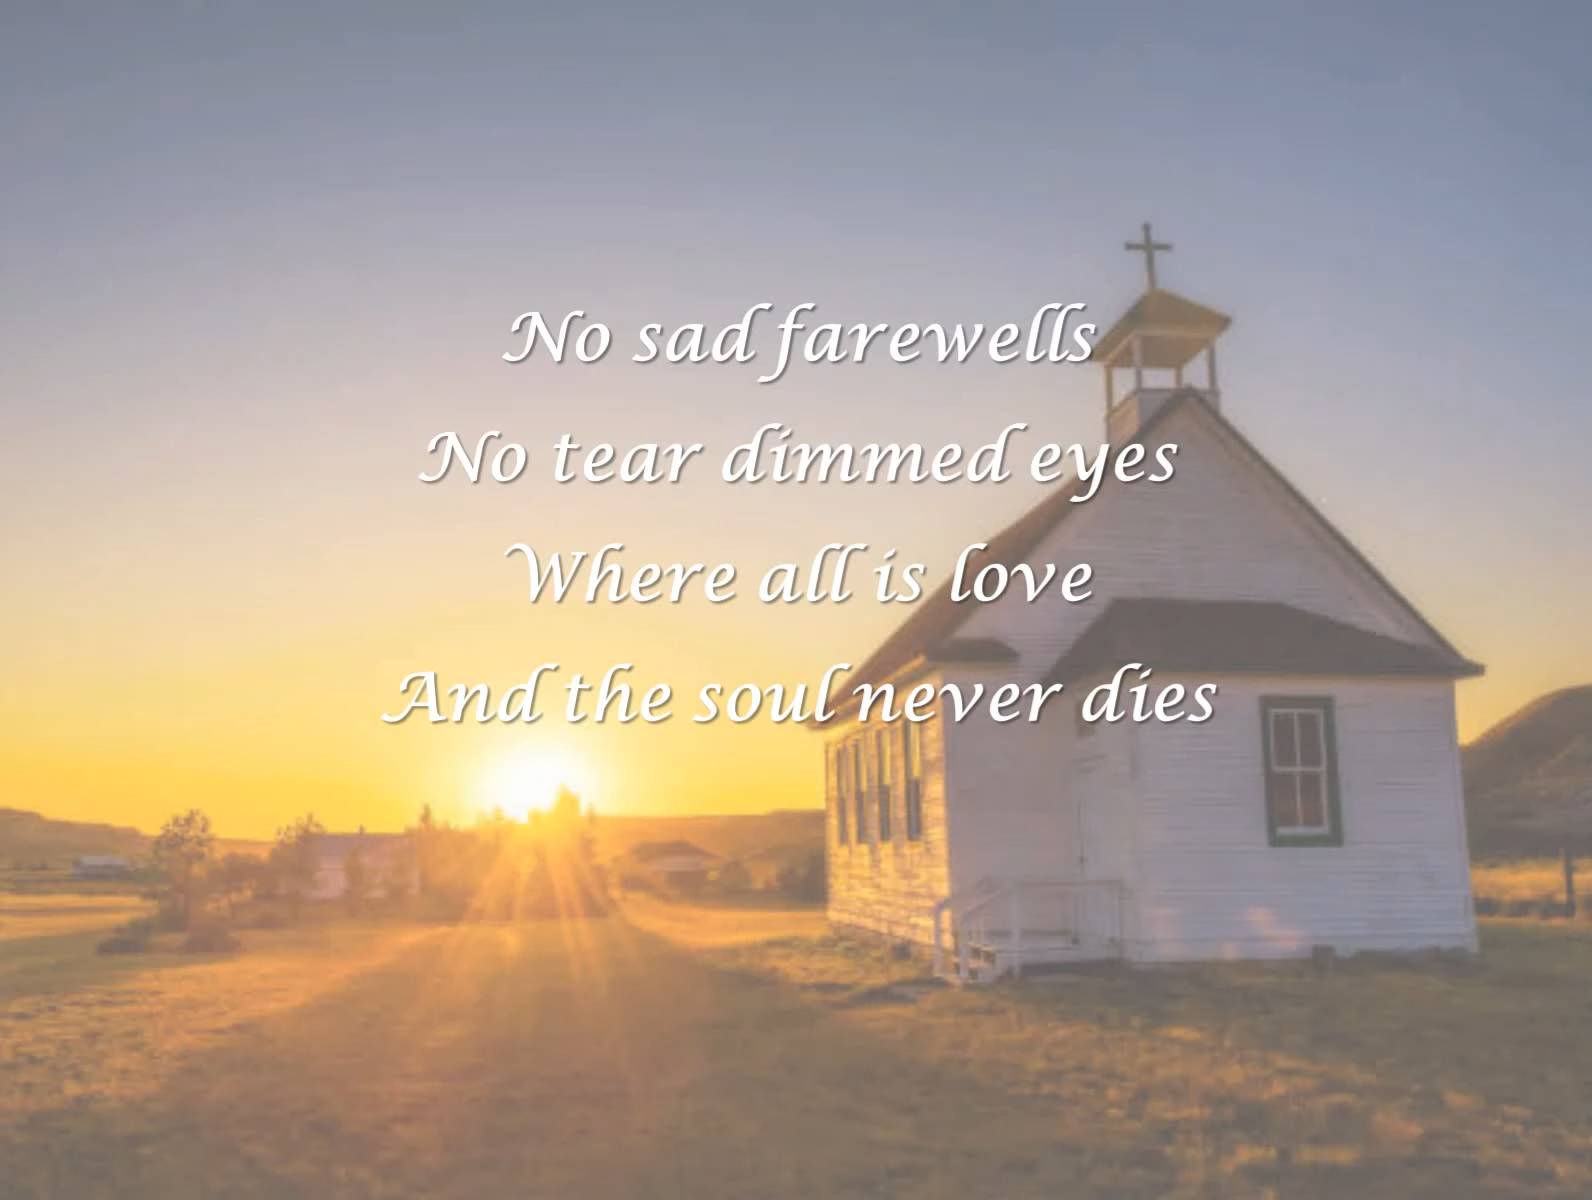 No sad farewells
No tear dimmed eyes
Where all is love
And the soul never dies